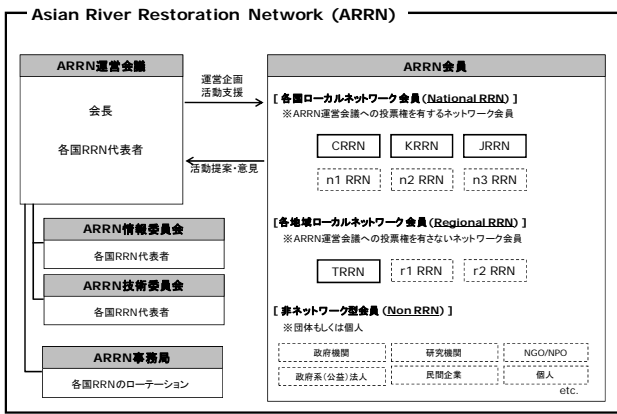 Asian River Restoration Network (ARRN)
ARRN運営会議
会長
各国RRN代表者
運営企画
活動支援
活動提案・意見
ARRN情報委員会
各国RRN代表者
ARRN技術委員会
各国RRN代表者
ARRN事務局
各国RRNのローテーション
ARRN会員
[ 各国ローカルネットワーク会員(National RRN) ]
※ARRN運営会議への投票権を有するネットワーク会員
CRRN KRRN JRRN
n1 RRN n2 RRN n3 RRN
[各地域ローカルネットワーク会員(Regional RRN) ]
※ARRN運営会議への投票権を有さないネットワーク会員
TRRN r1 RRN r2 RRN
[ 非ネットワーク型会員 (Non RRN) ]
※団体もしくは個人
政府機関 研究機関 NGO/NPO
政府系(公益)法人 民間企業 個人
etc.